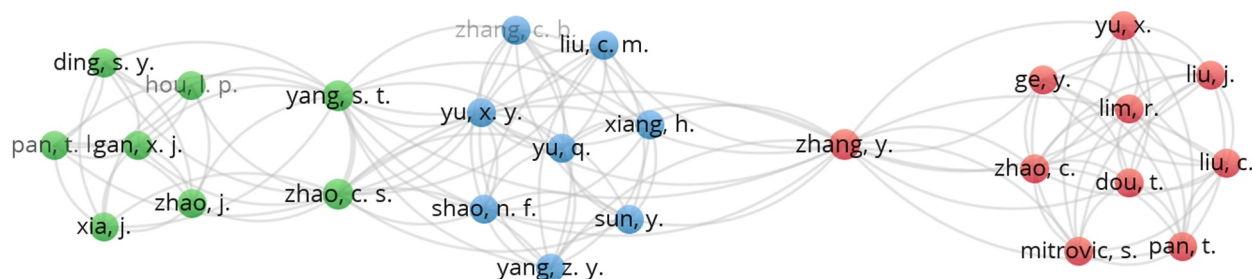 ding, s. y.
hou, l. p.
pan, t. l
gan, x. j.
xia, j.
zhao, j.
yang, s. t.
zhao, c. s.
zhang, c. b.
liu, c. m.
yu, x. y.
xiang, h.
yu, q.
shao, n. f.
sun, y.
yang, z. y.
zhang, y.
yu, x.
ge, y.
liu, j.
lim, r.
zhao, c.
dou, t.
liu, c.
mitrovic, s.
pan, t.